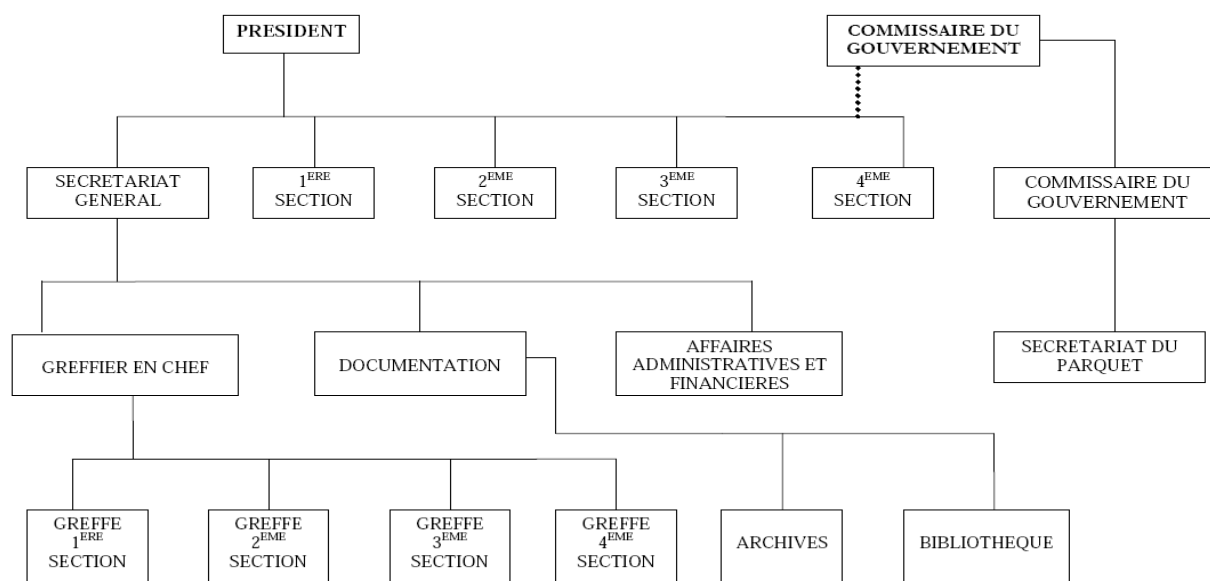 PRESIDENT
COMMISSAIRE DU
GOUVERNEMENT
SECRETARIAT
GENERAL
1ERE
SECTION
2EME
SECTION
3EME
SECTION
4EME
SECTION
COMMISSAIRE DU
GOUVERNEMENT
GREFFIER EN CHEF
DOCUMENTATION
AFFAIRES
ADMINISTRATIVES ET
FINANCIERES
SECRETARIAT DU
PARQUET
GREFFE
1ERE
SECTION
GREFFE
2EME
SECTION
GREFFE
3EME
SECTION
GREFFE
4EME
SECTION
ARCHIVES
BIBLIOTHEQUE